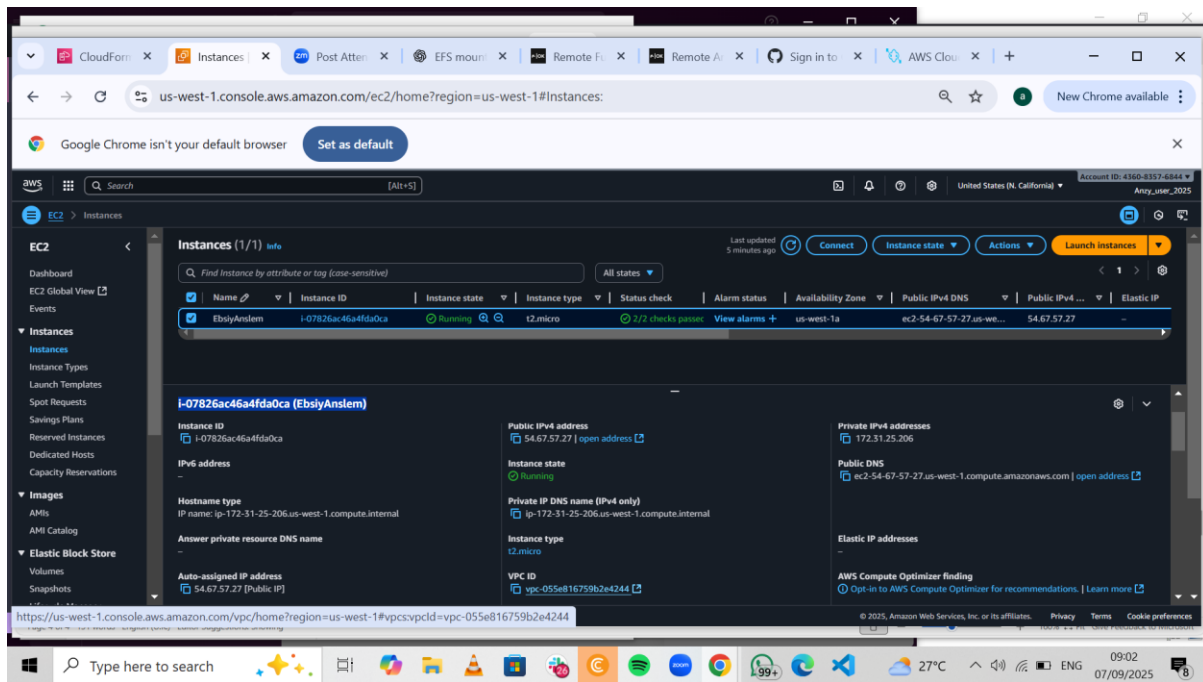 CloudForm
Instances
Post Atten
EFS mount
Remote Fu
Remote Ar
Sign in to
AWS Clou
us-west-1.console.aws.amazon.com/ec2/home?region=us-west-1#Instances:
a
New Chrome available
Google Chrome isn't your default browser
Set as default
aws
Search
[Alt+S]
United States (N. California)
Account ID: 4360-8357-6844
Anzy_user_2025
EC2 > Instances
EC2
Instances (1/1) Info
Last updated
5 minutes ago
Connect
Instance state
Actions
Launch instances
Dashboard
EC2 Global View
Events
Find Instance by attribute or tag (case-sensitive)
All states
1
Name
Instance ID
Instance state
Instance type
Status check
Alarm status
Availability Zone
Public IPv4 DNS
Public IPv4 ...
Elastic IP
EbsiyAnslem
i-07826ac46a4fda0ca
Running
t2.micro
2/2 checks passec
View alarms +
us-west-1a
ec2-54-67-57-27.us-we...
54.67.57.27
–
Instances
Instances
Instance Types
Launch Templates
Spot Requests
Savings Plans
Reserved Instances
Dedicated Hosts
Capacity Reservations
Images
AMIs
AMI Catalog
Elastic Block Store
Volumes
Snapshots
i-07826ac46a4fda0ca (EbsiyAnslem)
Instance ID
i-07826ac46a4fda0ca
Public IPv4 address
54.67.57.27 | open address
Private IPv4 addresses
172.31.25.206
IPv6 address
–
Instance state
Running
Public DNS
ec2-54-67-57-27.us-west-1.compute.amazonaws.com | open address
Hostname type
IP name: ip-172-31-25-206.us-west-1.compute.internal
Private IP DNS name (IPv4 only)
ip-172-31-25-206.us-west-1.compute.internal
Answer private resource DNS name
–
Instance type
t2.micro
Elastic IP addresses
–
Auto-assigned IP address
54.67.57.27 [Public IP]
VPC ID
vpc-055e816759b2e4244
AWS Compute Optimizer finding
Opt-in to AWS Compute Optimizer for recommendations. | Learn more
https://us-west-1.console.aws.amazon.com/vpc/home?region=us-west-1#vpcs:vpcId=vpc-055e816759b2e4244
© 2025, Amazon Web Services, Inc. or its affiliates.
Privacy
Terms
Cookie preferences
Type here to search
26
zoom
99+
27°C
ENG
09:02
07/09/2025
8